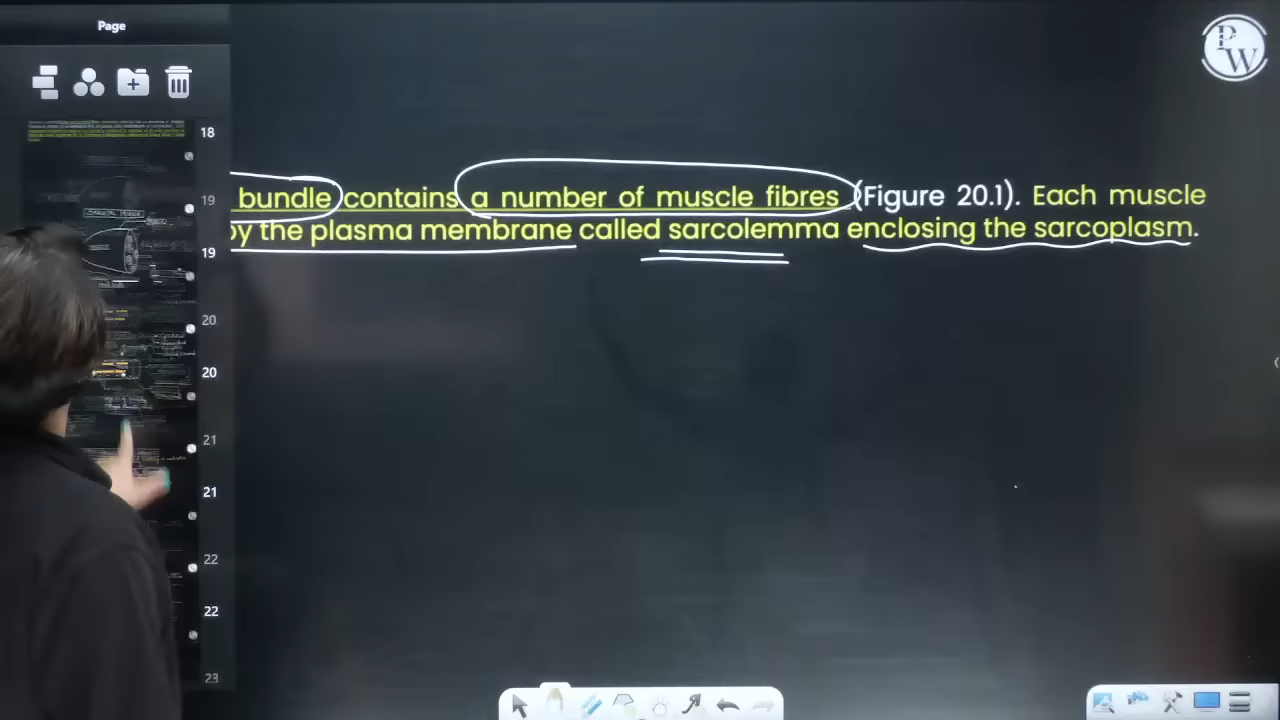 Page
PW
18
bundle contains a number of muscle fibres (Figure 20.1). Each muscle
19
by the plasma membrane called sarcolemma enclosing the sarcoplasm.
19
20
20
21
21
22
22
23